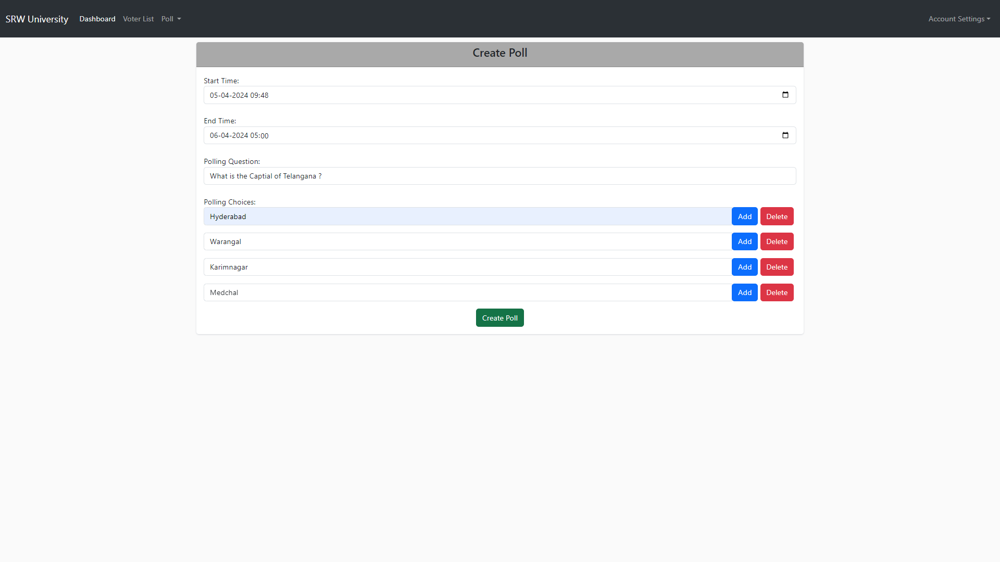 SRW University Dashboard Voter List Poll Account Settings
Create Poll
Start Time:
05-04-2024 09:48
End Time:
06-04-2024 05:00
Polling Question:
What is the Captial of Telangana ?
Polling Choices:
Hyderabad Add Delete
Warangal Add Delete
Karimnagar Add Delete
Medchal Add Delete
Create Poll